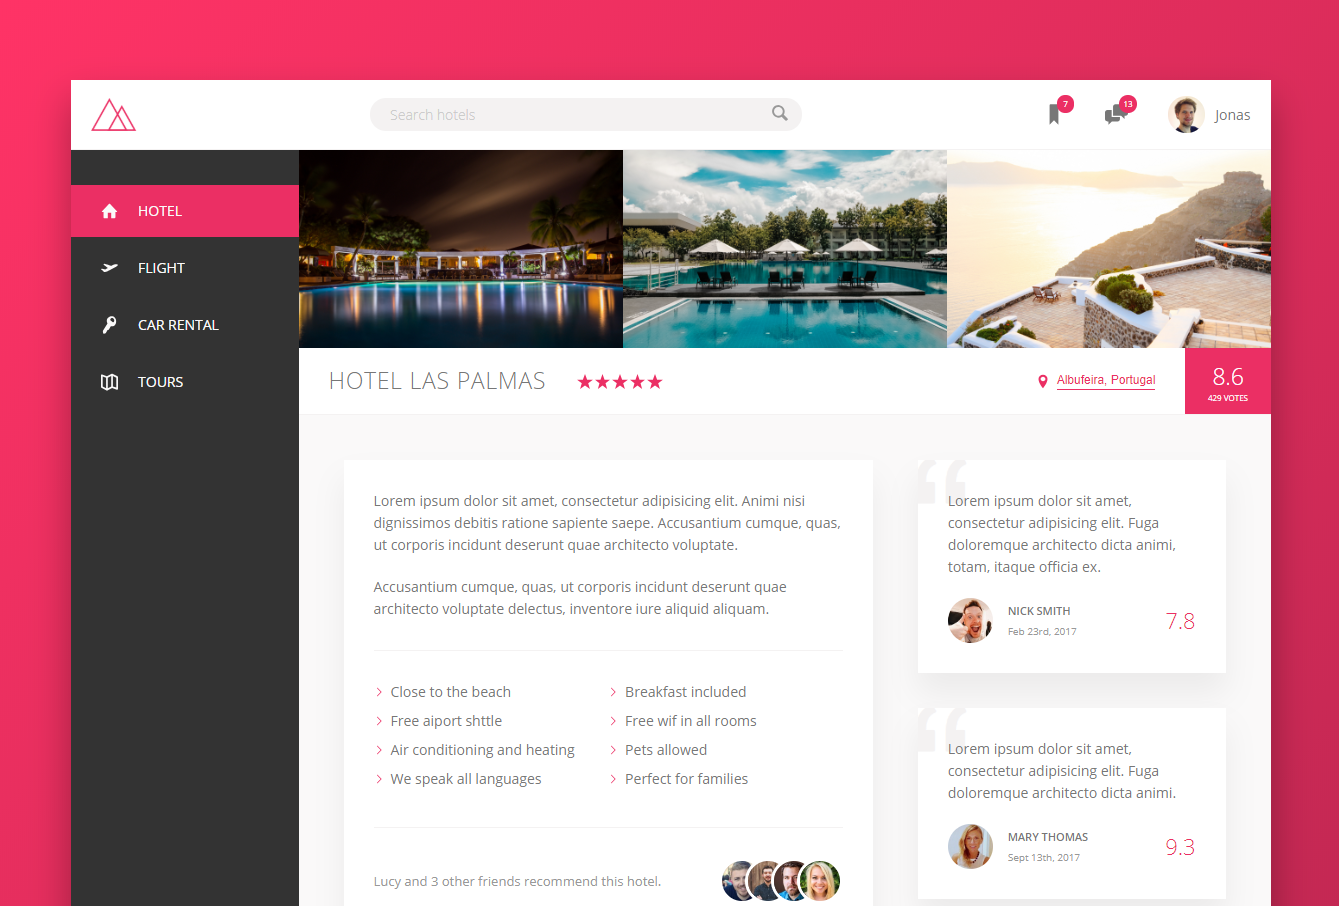 Search hotels
7
13
Jonas
HOTEL
FLIGHT
CAR RENTAL
TOURS
HOTEL LAS PALMAS
Albufeira, Portugal
8.6
429 VOTES
Lorem ipsum dolor sit amet, consectetur adipisicing elit. Animi nisi
dignissimos debitis ratione sapiente saepe. Accusantium cumque, quas,
ut corporis incidunt deserunt quae architecto voluptate.
Accusantium cumque, quas, ut corporis incidunt deserunt quae
architecto voluptate delectus, inventore iure aliquid aliquam.
Close to the beach
Free aiport shttle
Air conditioning and heating
We speak all languages
Breakfast included
Free wif in all rooms
Pets allowed
Perfect for families
Lucy and 3 other friends recommend this hotel.
“
Lorem ipsum dolor sit amet,
consectetur adipisicing elit. Fuga
doloremque architecto dicta animi,
totam, itaque officia ex.
NICK SMITH
Feb 23rd, 2017
7.8
“
Lorem ipsum dolor sit amet,
consectetur adipisicing elit. Fuga
doloremque architecto dicta animi.
MARY THOMAS
Sept 13th, 2017
9.3